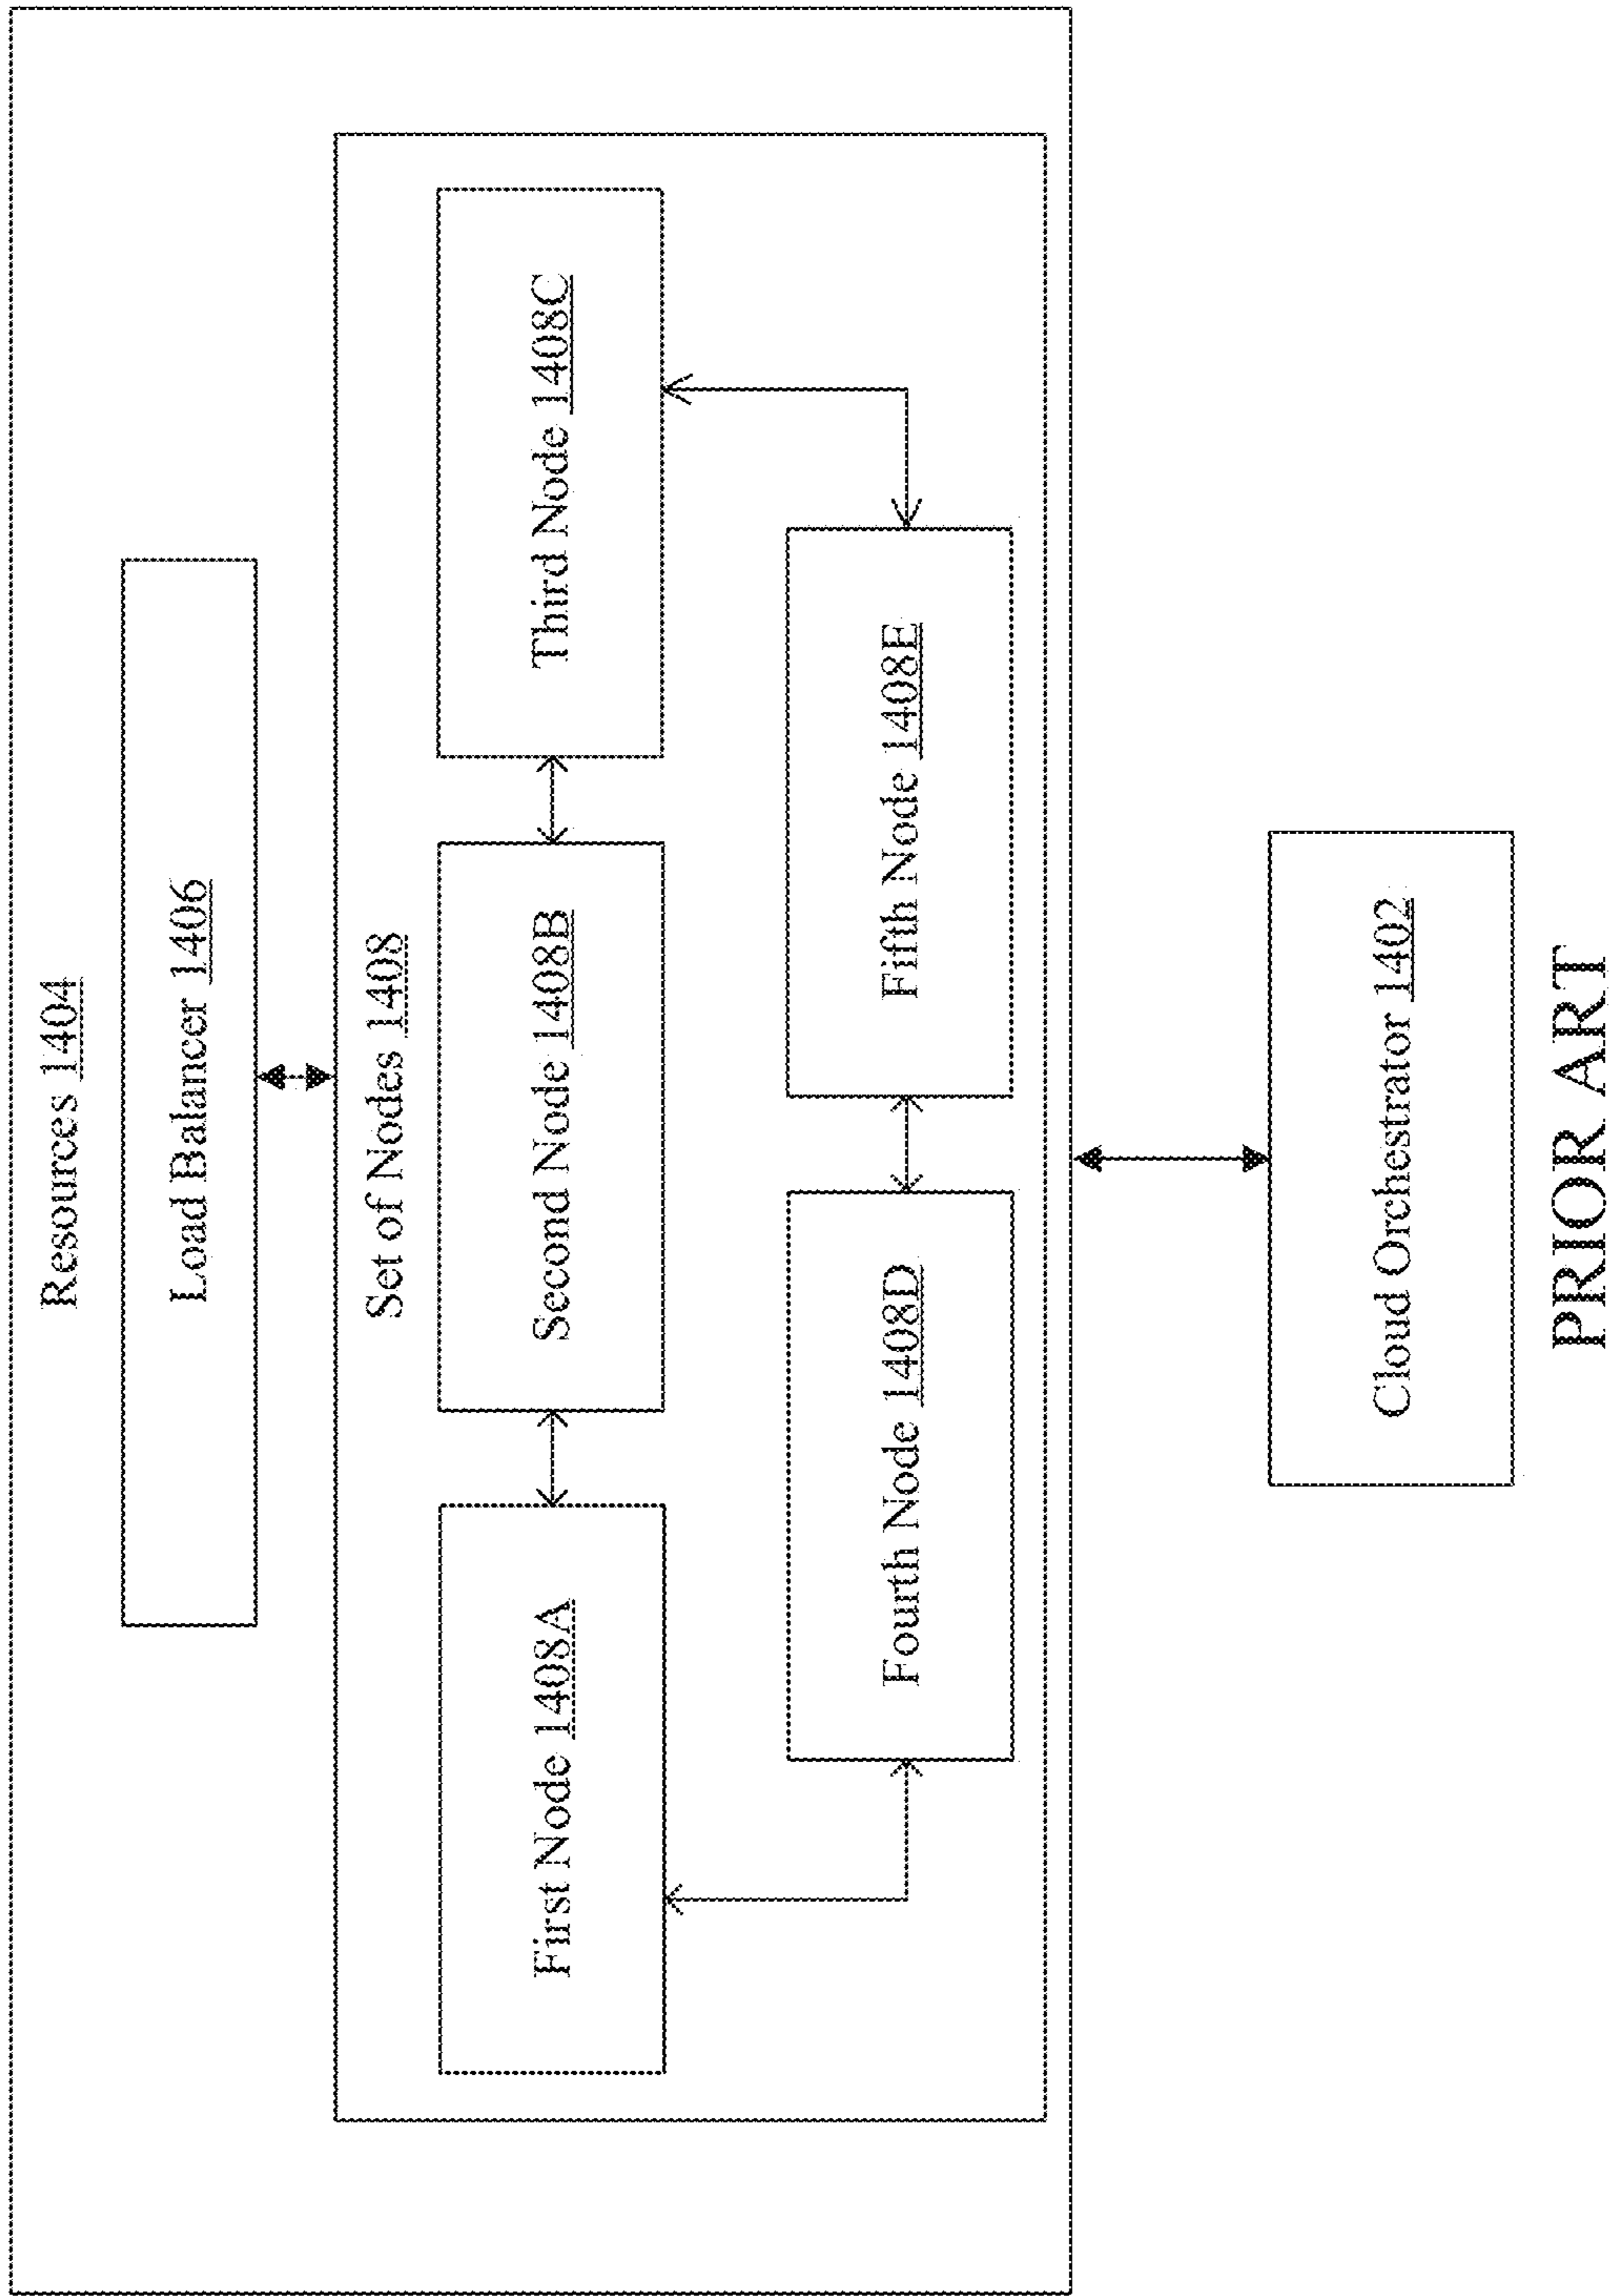 Resources 1404
Load Balancer 1406
Set of Nodes 1408
First Node 1408A
Second Node 1408B
Third Node 1408C
Fourth Node 1408D
Fifth Node 1408E
Cloud Orchestrator 1402
PRIOR ART